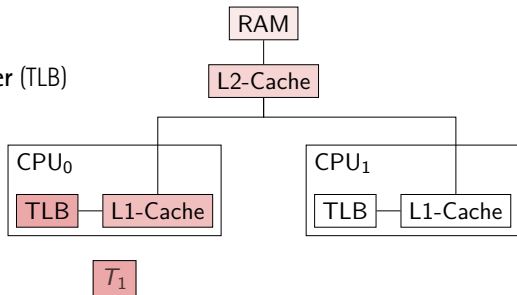 RAM
er (TLB)
L2-Cache
CPU₀
CPU₁
TLB
L1-Cache
TLB
L1-Cache
T₁